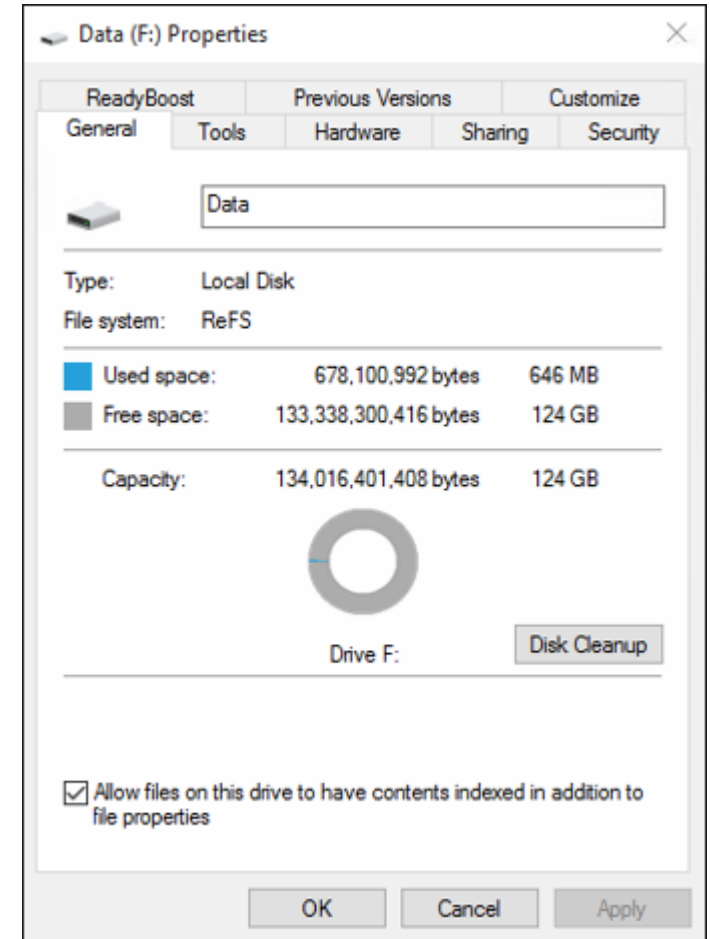 Data (F:) Properties
ReadyBoost Previous Versions Customize
General Tools Hardware Sharing Security
Data
Type: Local Disk
File system: ReFS
Used space: 678,100,992 bytes 646 MB
Free space: 133,338,300,416 bytes 124 GB
Capacity: 134,016,401,408 bytes 124 GB
Drive F: Disk Cleanup
Allow files on this drive to have contents indexed in addition to
file properties
OK Cancel Apply